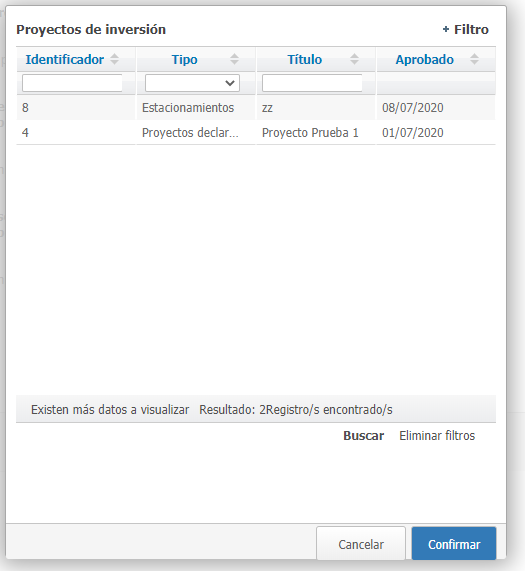 Proyectos de inversión + Filtro
Identificador Tipo Título Aprobado
8 Estacionamientos zz 08/07/2020
4 Proyectos declar... Proyecto Prueba 1 01/07/2020
Existen más datos a visualizar Resultado: 2Registro/s encontrado/s
Buscar Eliminar filtros
Cancelar Confirmar